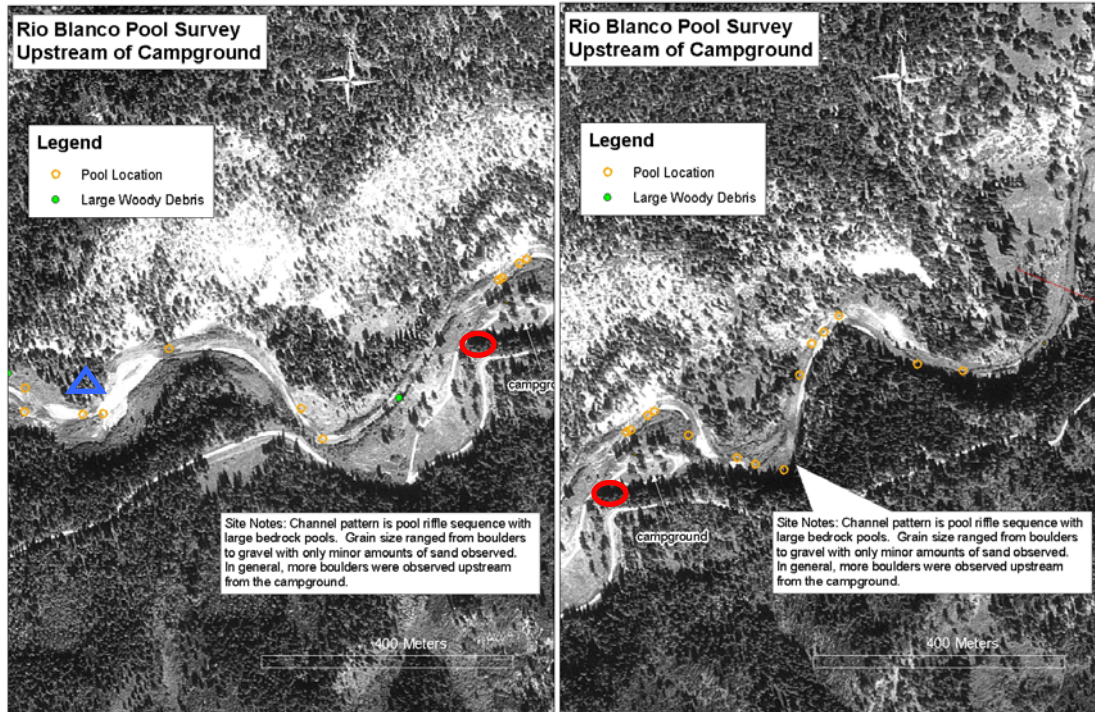 Rio Blanco Pool Survey
Upstream of Campground
Legend
Pool Location
Large Woody Debris
campgro
Site Notes: Channel pattern is pool riffle sequence with
large bedrock pools. Grain size ranged from boulders
to gravel with only minor amounts of sand observed.
In general, more boulders were observed upstream
from the campground.
400 Meters
Rio Blanco Pool Survey
Upstream of Campground
Legend
Pool Location
Large Woody Debris
campground
Site Notes: Channel pattern is pool riffle sequence with
large bedrock pools. Grain size ranged from boulders
to gravel with only minor amounts of sand observed.
In general, more boulders were observed upstream
from the campground.
400 Meters